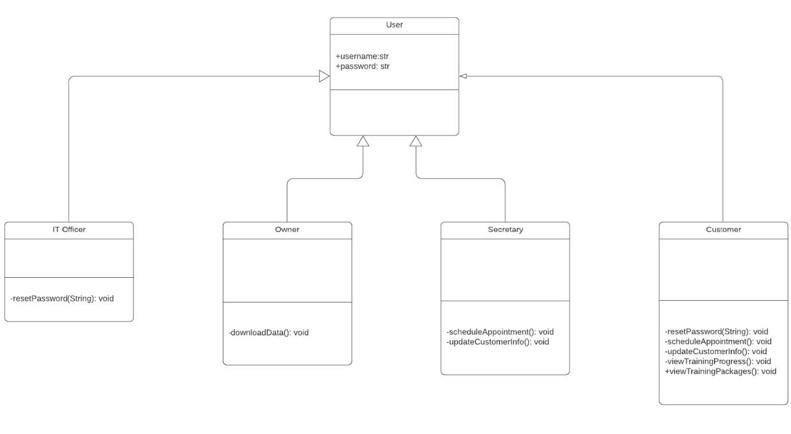 User
+username:str
+password: str
IT Officer
-resetPassword(String): void
Owner
-downloadData(): void
Secretary
-scheduleAppointment(): void
-updateCustomerInfo(): void
Customer
-resetPassword(String): void
-scheduleAppointment(): void
-updateCustomerInfo(): void
-viewTrainingProgress(): void
+viewTrainingPackages(): void